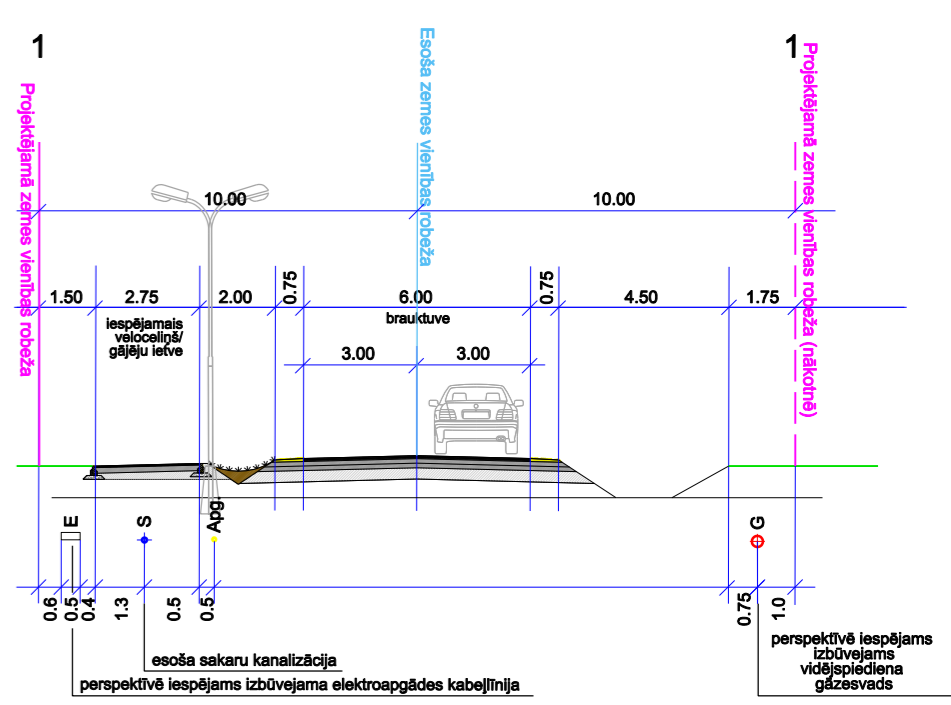 1
1
Projektējamā zemes vienības robeža
Esoša zemes vienības robeža
Projektējamā zemes vienības robeža (nākotnē)
10.00
10.00
1.50
2.75
2.00
0.75
6.00
0.75
4.50
1.75
iespējamais
veloceliņš/
gājēju ietve
brauktuve
3.00
3.00
E
S
Apg.
G
0.6
0.5
0.4
1.3
0.5
0.5
0.75
1.0
esoša sakaru kanalizācija
perspektīvē iespējams izbūvejama elektroapgādes kabeļlīnija
perspektīvē iespējams
izbūvejams
vidējspiediena
gāzesvads